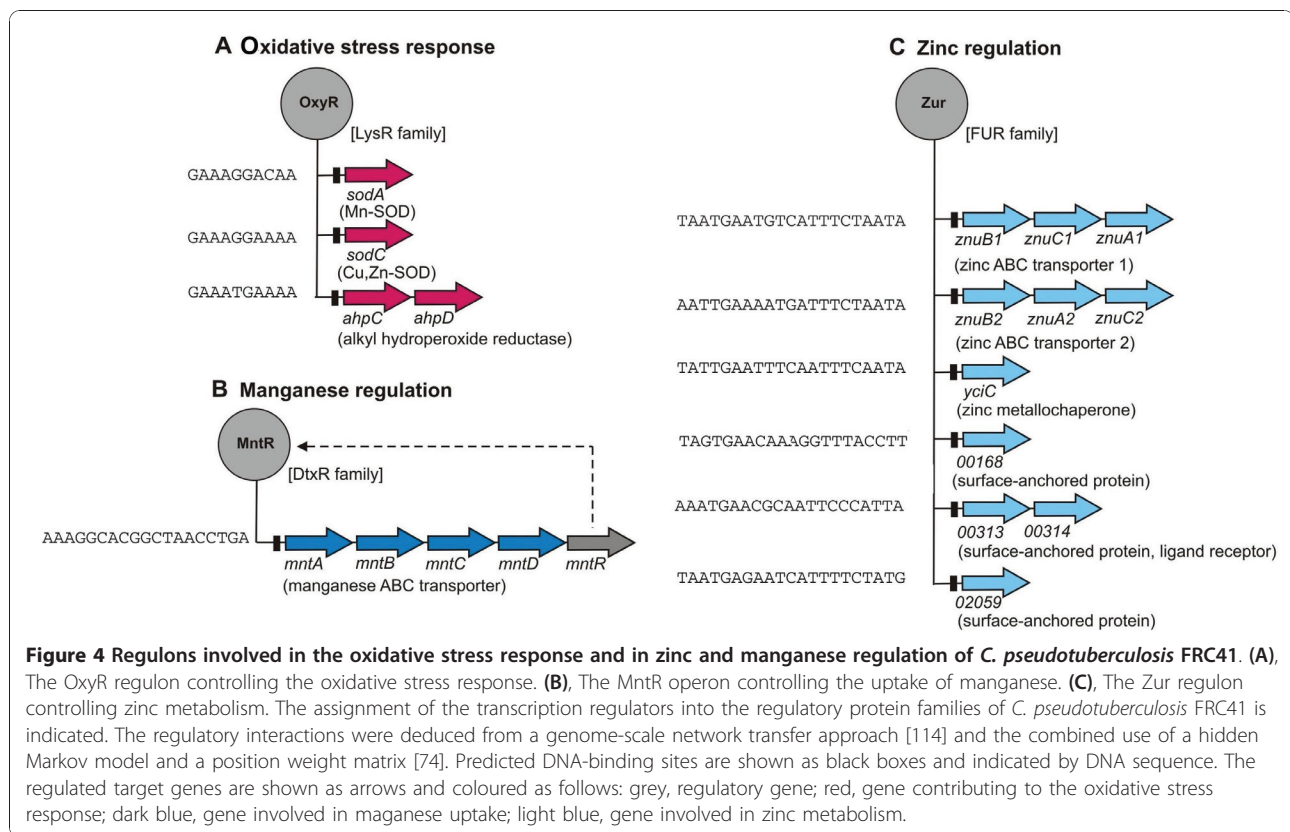 A Oxidative stress response
OxyR
[LysR family]
GAAAGGACAA
sodA
(Mn-SOD)
GAAAGGAAAA
sodC
(Cu,Zn-SOD)
GAAATGAAAA
ahpC ahpD
(alkyl hydroperoxide reductase)
B Manganese regulation
MntR
[DtxR family]
AAAGGCACGGCTAACCTGA
mntA mntB mntC mntD mntR
(manganese ABC transporter)
C Zinc regulation
Zur
[FUR family]
TAATGAATGTCATTTCTAATA
znuB1 znuC1 znuA1
(zinc ABC transporter 1)
AATTGAAAATGATTTCTAATA
znuB2 znuA2 znuC2
(zinc ABC transporter 2)
TATTGAATTTCAATTTCAATA
yciC
(zinc metallochaperone)
TAGTGAACAAAGGTTTACCTT
00168
(surface-anchored protein)
AAATGAACGCAATTCCCATTA
00313 00314
(surface-anchored protein, ligand receptor)
TAATGAGAATCATTTTCTATG
02059
(surface-anchored protein)
Figure 4 Regulons involved in the oxidative stress response and in zinc and manganese regulation of C. pseudotuberculosis FRC41. (A),
The OxyR regulon controlling the oxidative stress response. (B), The MntR operon controlling the uptake of manganese. (C), The Zur regulon
controlling zinc metabolism. The assignment of the transcription regulators into the regulatory protein families of C. pseudotuberculosis FRC41 is
indicated. The regulatory interactions were deduced from a genome-scale network transfer approach [114] and the combined use of a hidden
Markov model and a position weight matrix [74]. Predicted DNA-binding sites are shown as black boxes and indicated by DNA sequence. The
regulated target genes are shown as arrows and coloured as follows: grey, regulatory gene; red, gene contributing to the oxidative stress
response; dark blue, gene involved in maganese uptake; light blue, gene involved in zinc metabolism.